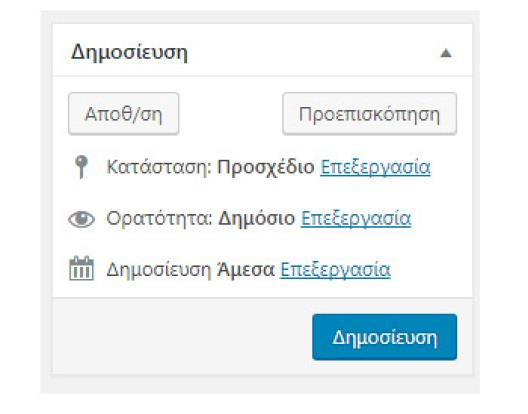 Δημοσίευση
Αποθ/ση Προεπισκόπηση
Κατάσταση: Προσχέδιο Επεξεργασία
Ορατότητα: Δημόσιο Επεξεργασία
Δημοσίευση Άμεσα Επεξεργασία
Δημοσίευση